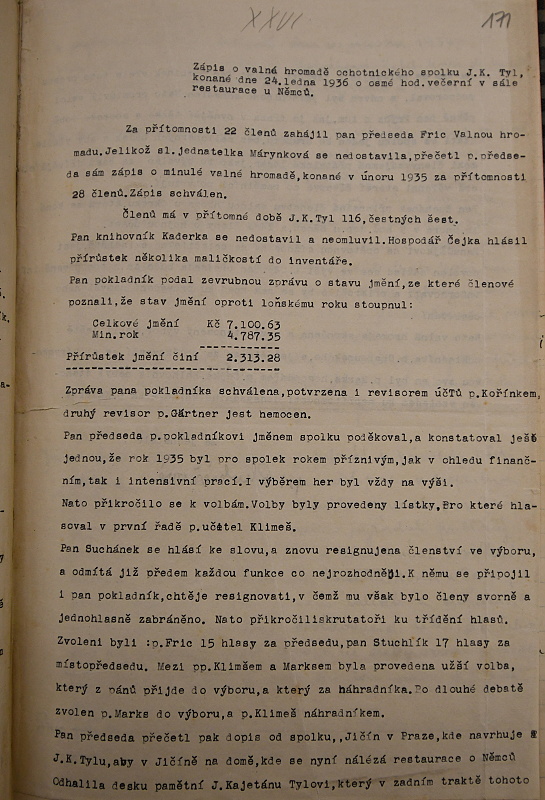 XXVI
171
Zápis o valná hromadě ochotnického spolku J.K. Tyl,
konané dne 24.ledna 1936 o osmé hod.večerní v sále
restaurace u Němců.
Za přítomnosti 22 členů zahájil pan předseda Fric Valnou hro-
madu.Jelikož sl.jednatelka Márynková se nedostavila,přečetl p.předse-
da sám zápis o minulé valné hromadě,konané v únoru 1935 za přítomnosti
28 členů.Zápis schválen.
Členů má v přítomné době J.K.Tyl 116,čestných šest.
Pan knihovník Kaderka se nedostavil a neomluvil.Hospodář Čejka hlásil
přírůstek několika maličkostí do inventáře.
Pan pokladník podal zevrubnou zprávu o stavu jmění,ze které členové
poznali,že stav jmění oproti loňskému roku stoupnul:
Celkové jmění Kč 7.100.63
Min.rok 4.787.35
Přírůstek jmění činí 2.313.28
Zpráva pana pokladníka schválena,potvrzena i revisorem účTů p.Kořínkem,
druhý revisor p.Gärtner jest nemocen.
Pan předseda p.pokladníkovi jménem spolku poděkoval,a konstatoval ještě
jednou,že rok 1935 byl pro spolek rokem příznivým,jak v ohledu finanč-
ním,tak i intensivní prací.I výběrem her byl vždy na výši.
Nato přikročilo se k volbám.Volby byly provedeny lístky,Pro které hla-
soval v první řadě p.učitel Klimeš.
Pan Suchánek se hlásí ke slovu,a znovu resignujena členství ve výboru,
a odmítá již předem každou funkce co nejrozhodněji.K němu se připojil
i pan pokladník,chtěje resignovati,v čemž mu však bylo členy svorně a
jednohlasně zabráněno. Nato přikročiliskrutatoři ku třídění hlasů.
Zvoleni byli :p.Fric 15 hlasy za předsedu,pan Stuchlík 17 hlasy za
místopředsedu. Mezi pp.Klimšem a Marksem byla provedena užší volba,
který z pánů přijde do výboru,a který za náhradníka.Po dlouhé debatě
zvolen p.Marks do výboru,a p.Klimeš náhradníkem.
Pan předseda přečetl pak dopis od spolku,,Jičín v Praze,kde navrhuje
J.K.Tylu,aby v Jičíně na domě,kde se nyní nálézá restaurace o Němců
Odhalila desku pamětní J.Kajetánu Tylovi,který v zadním traktě tohoto